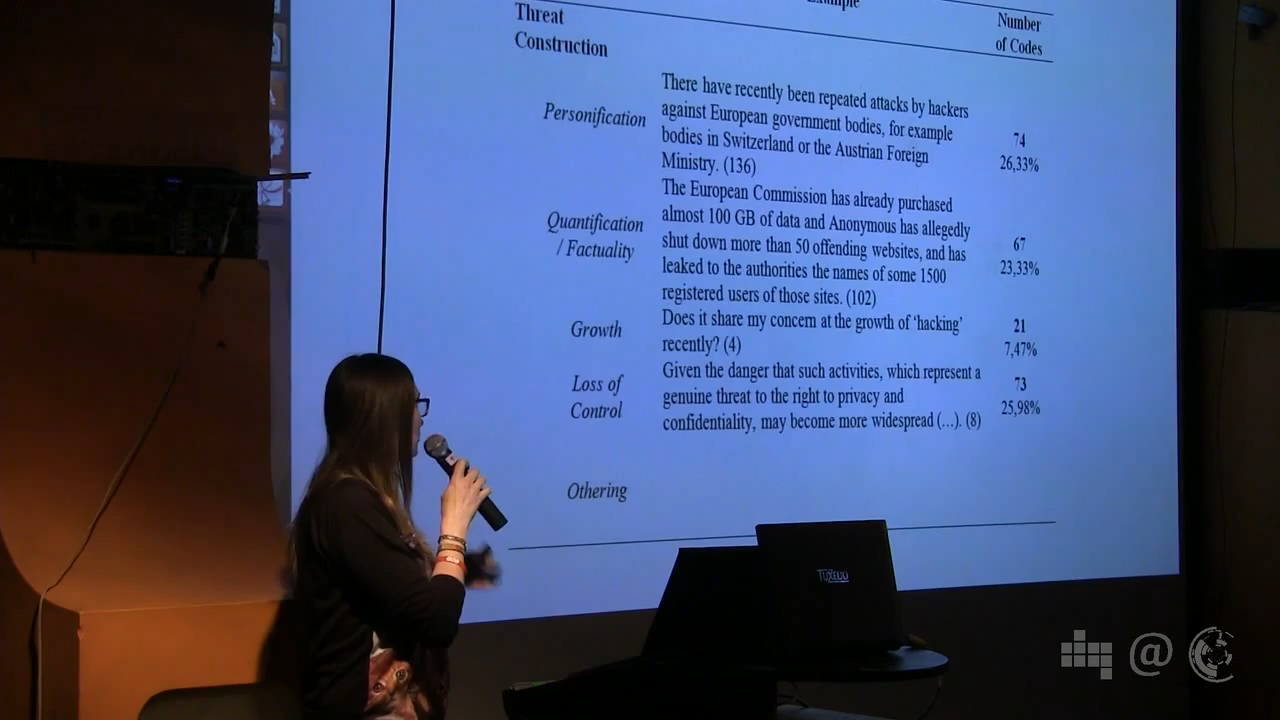 Example
Threat
Construction
Number
of Codes
Personification
There have recently been repeated attacks by hackers
against European government bodies, for example
bodies in Switzerland or the Austrian Foreign
Ministry. (136)
74
26,33%
Quantification
/ Factuality
The European Commission has already purchased
almost 100 GB of data and Anonymous has allegedly
shut down more than 50 offending websites, and has
leaked to the authorities the names of some 1500
registered users of those sites. (102)
67
23,33%
Growth
Does it share my concern at the growth of ‘hacking’
recently? (4)
21
7,47%
Loss of
Control
Given the danger that such activities, which represent a
genuine threat to the right to privacy and
confidentiality, may become more widespread (…). (8)
73
25,98%
Othering
TUXEDO
@